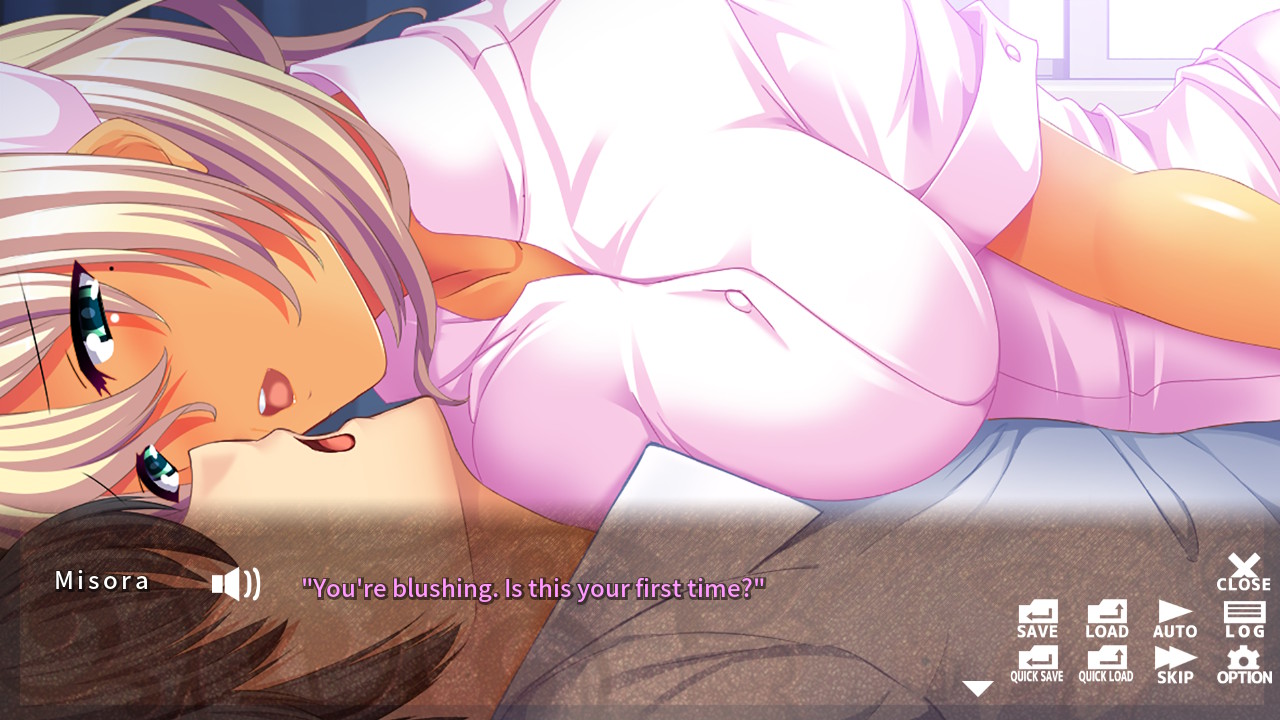 Misora
"You're blushing. Is this your first time?"
CLOSE
SAVE
LOAD
AUTO
LOG
QUICK SAVE
QUICK LOAD
SKIP
OPTION